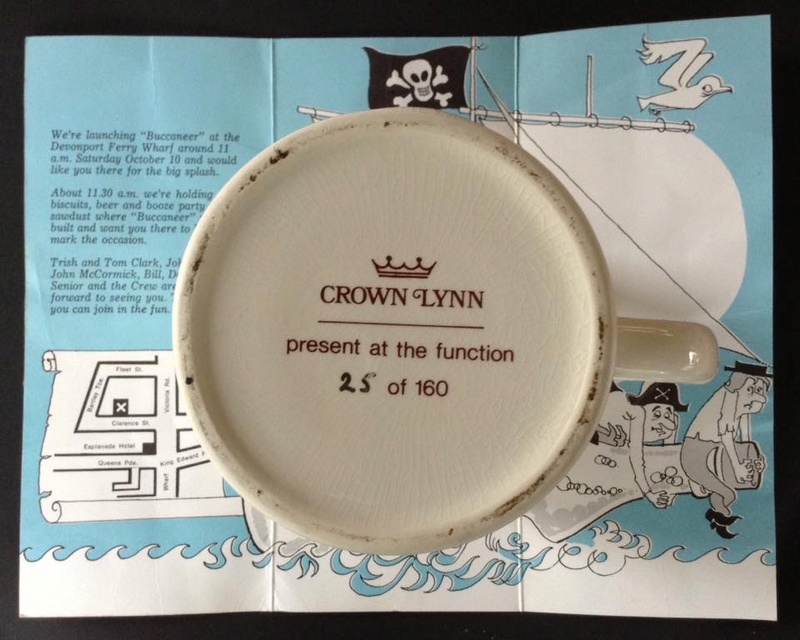 We're launching "Buccaneer" at the
Devonport Ferry Wharf around 11
a.m. Saturday October 10 and would
like you there for the big splash.
About 11.30 a.m. we're holding
biscuits, beer and booze party
sawdust where "Buccaneer"
built and want you there to
mark the occasion.
Trish and Tom Clark,
John McCormick, Bill,
Senior and the Crew are
forward to seeing you.
you can join in the fun.
CROWN LYNN
present at the function
25 of 160
Fleet St.
Victoria Rd.
Clarence St.
Esplanade Hotel
Queens Pde.
King Edward
Wharf